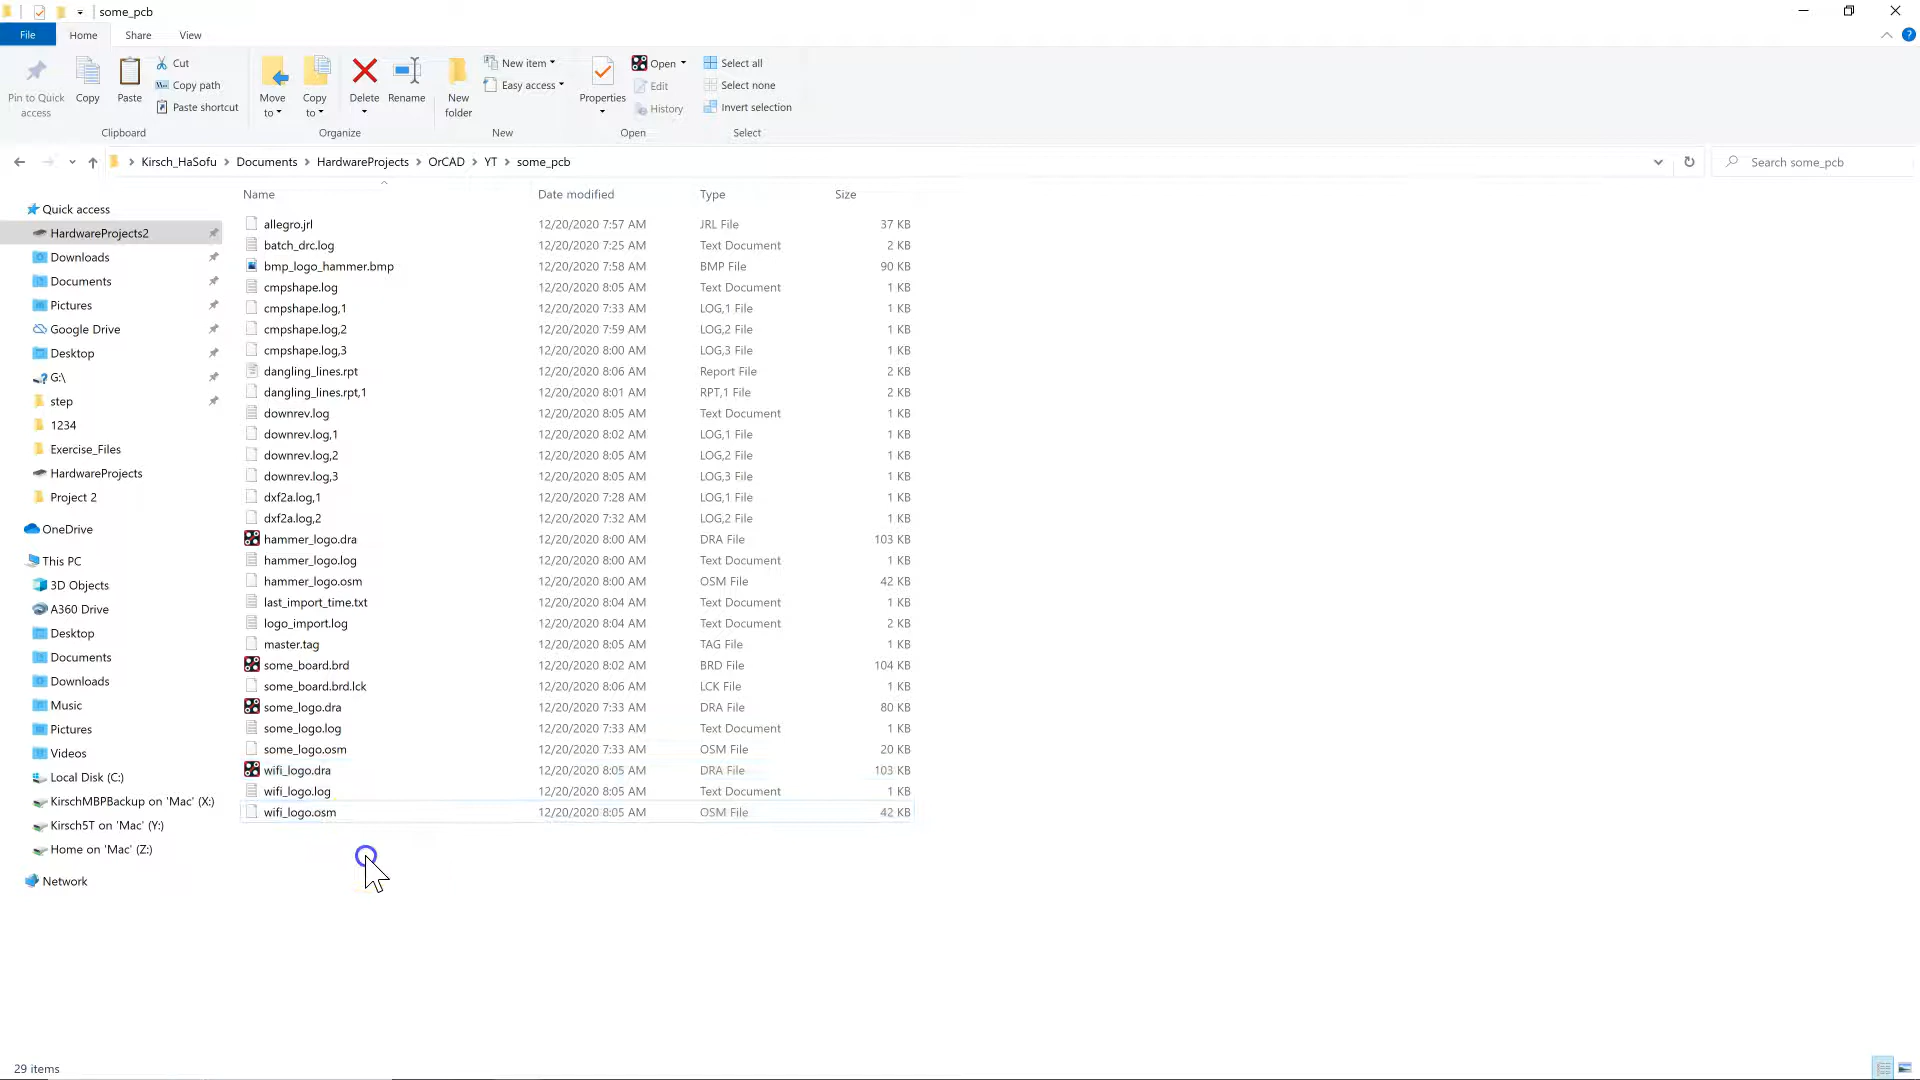 some_pcb
File Home Share View
Pin to Quick access
Copy
Paste
Cut
Copy path
Paste shortcut
Clipboard
Move to
Copy to
Delete
Rename
Organize
New folder
New item
Easy access
New
Properties
Open
Edit
History
Open
Select all
Select none
Invert selection
Select
Kirsch_HaSofu > Documents > HardwareProjects > OrCAD > YT > some_pcb
Search some_pcb
Quick access
HardwareProjects2
Downloads
Documents
Pictures
Google Drive
Desktop
G:\
step
1234
Exercise_Files
HardwareProjects
Project 2
OneDrive
This PC
3D Objects
A360 Drive
Desktop
Documents
Downloads
Music
Pictures
Videos
Local Disk (C:)
KirschMBPBackup on 'Mac' (X:)
Kirsch5T on 'Mac' (Y:)
Home on 'Mac' (Z:)
Network
Name Date modified Type Size
allegro.jrl 12/20/2020 7:57 AM JRL File 37 KB
batch_drc.log 12/20/2020 7:25 AM Text Document 2 KB
bmp_logo_hammer.bmp 12/20/2020 7:58 AM BMP File 90 KB
cmpshape.log 12/20/2020 8:05 AM Text Document 1 KB
cmpshape.log,1 12/20/2020 7:33 AM LOG,1 File 1 KB
cmpshape.log,2 12/20/2020 7:59 AM LOG,2 File 1 KB
cmpshape.log,3 12/20/2020 8:00 AM LOG,3 File 1 KB
dangling_lines.rpt 12/20/2020 8:06 AM Report File 2 KB
dangling_lines.rpt,1 12/20/2020 8:01 AM RPT,1 File 2 KB
downrev.log 12/20/2020 8:05 AM Text Document 1 KB
downrev.log,1 12/20/2020 8:02 AM LOG,1 File 1 KB
downrev.log,2 12/20/2020 8:05 AM LOG,2 File 1 KB
downrev.log,3 12/20/2020 8:05 AM LOG,3 File 1 KB
dxf2a.log,1 12/20/2020 7:28 AM LOG,1 File 1 KB
dxf2a.log,2 12/20/2020 7:32 AM LOG,2 File 1 KB
hammer_logo.dra 12/20/2020 8:00 AM DRA File 103 KB
hammer_logo.log 12/20/2020 8:00 AM Text Document 1 KB
hammer_logo.osm 12/20/2020 8:00 AM OSM File 42 KB
last_import_time.txt 12/20/2020 8:04 AM Text Document 1 KB
logo_import.log 12/20/2020 8:04 AM Text Document 2 KB
master.tag 12/20/2020 8:05 AM TAG File 1 KB
some_board.brd 12/20/2020 8:02 AM BRD File 104 KB
some_board.brd.lck 12/20/2020 8:06 AM LCK File 1 KB
some_logo.dra 12/20/2020 7:33 AM DRA File 80 KB
some_logo.log 12/20/2020 7:33 AM Text Document 1 KB
some_logo.osm 12/20/2020 7:33 AM OSM File 20 KB
wifi_logo.dra 12/20/2020 8:05 AM DRA File 103 KB
wifi_logo.log 12/20/2020 8:05 AM Text Document 1 KB
wifi_logo.osm 12/20/2020 8:05 AM OSM File 42 KB
29 items